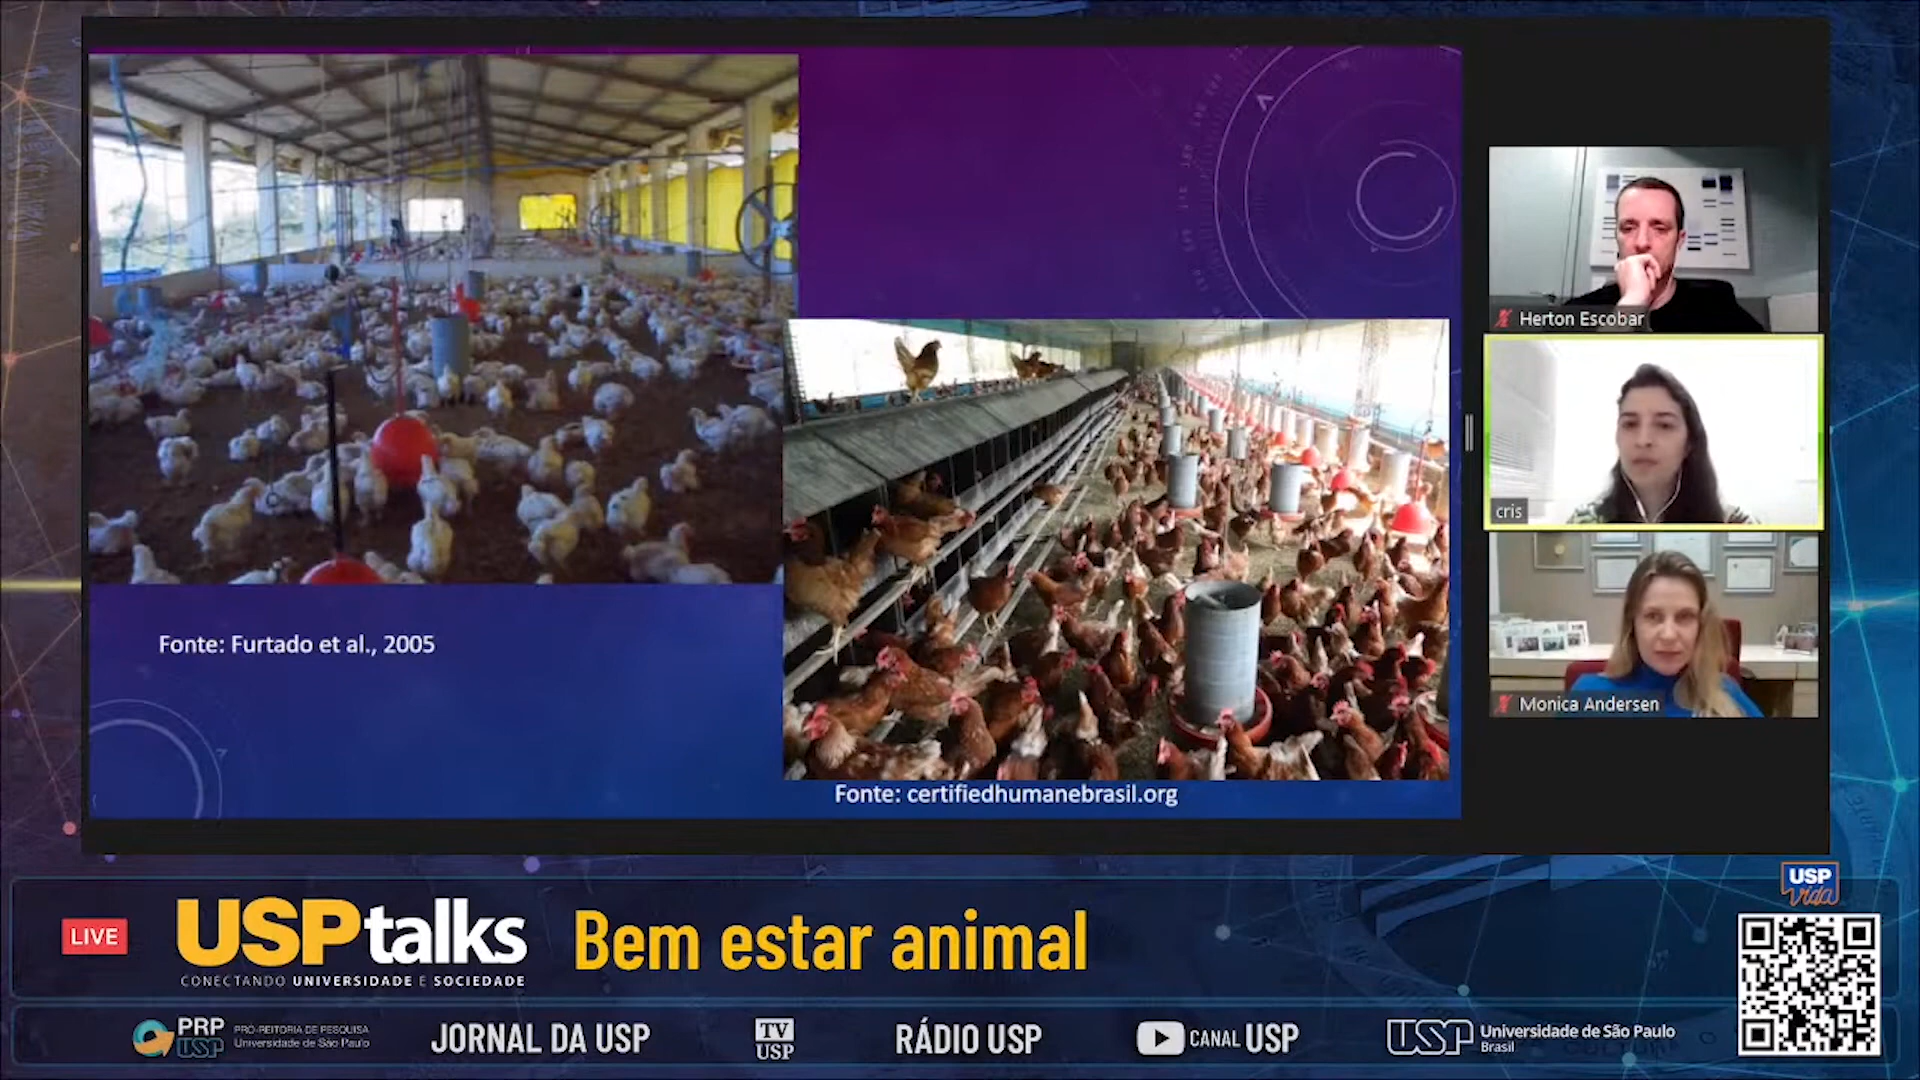 Fonte: Furtado et al., 2005
Fonte: certifiedhumanebrasil.org
Herton Escobar
cris
Monica Andersen
LIVE
USPtalks
CONECTANDO UNIVERSIDADE E SOCIEDADE
Bem estar animal
USP
vida
PRP
USP
PRÓ-REITORIA DE PESQUISA
Universidade de São Paulo
JORNAL DA USP
TV
USP
RÁDIO USP
CANAL USP
USP
Universidade de São Paulo
Brasil